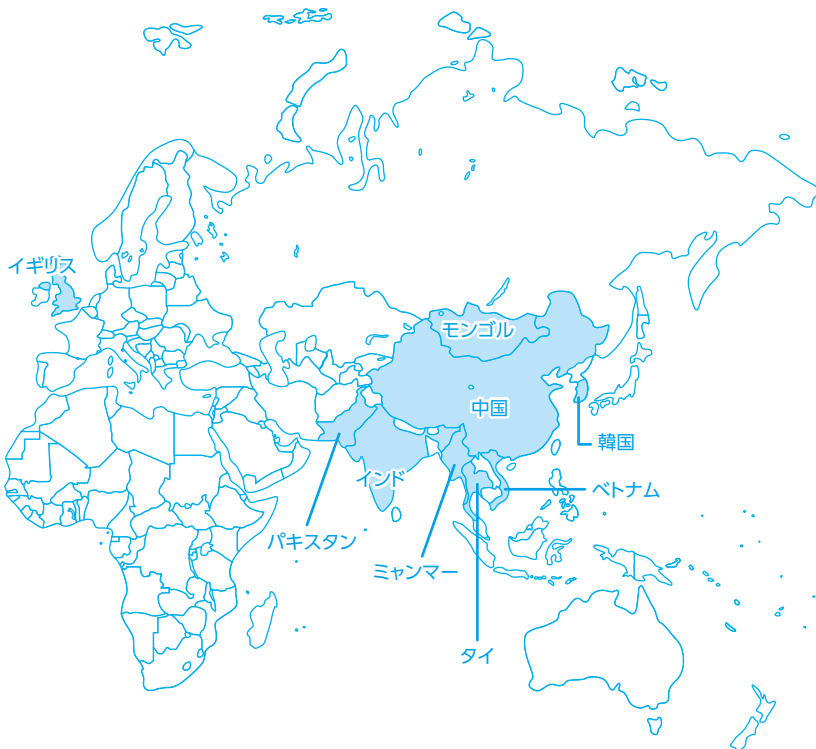 イギリス
モンゴル
中国
韓国
インド
ベトナム
パキスタン
ミャンマー
タイ